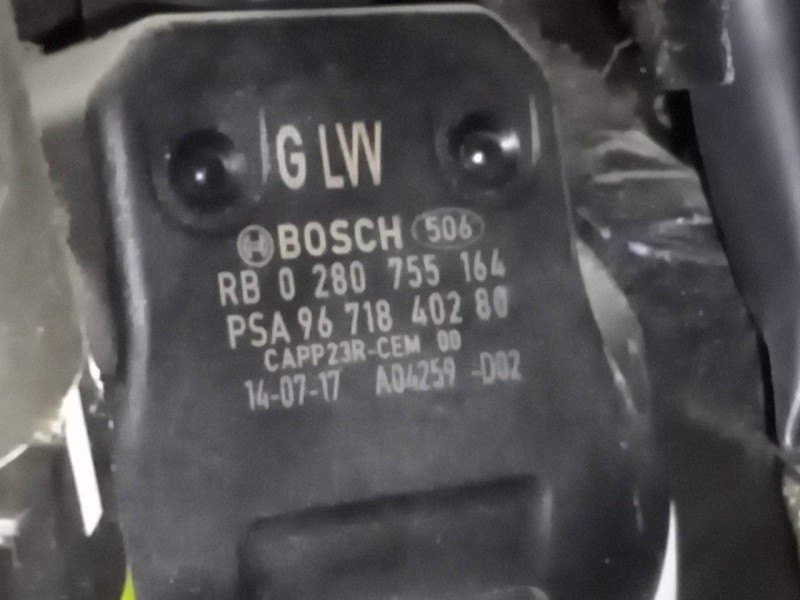 G LW
BOSCH 506
RB 0 280 755 164
PSA 96 718 402 80
CAPP23R-CEM 00
14-07-17 A04259 -D02